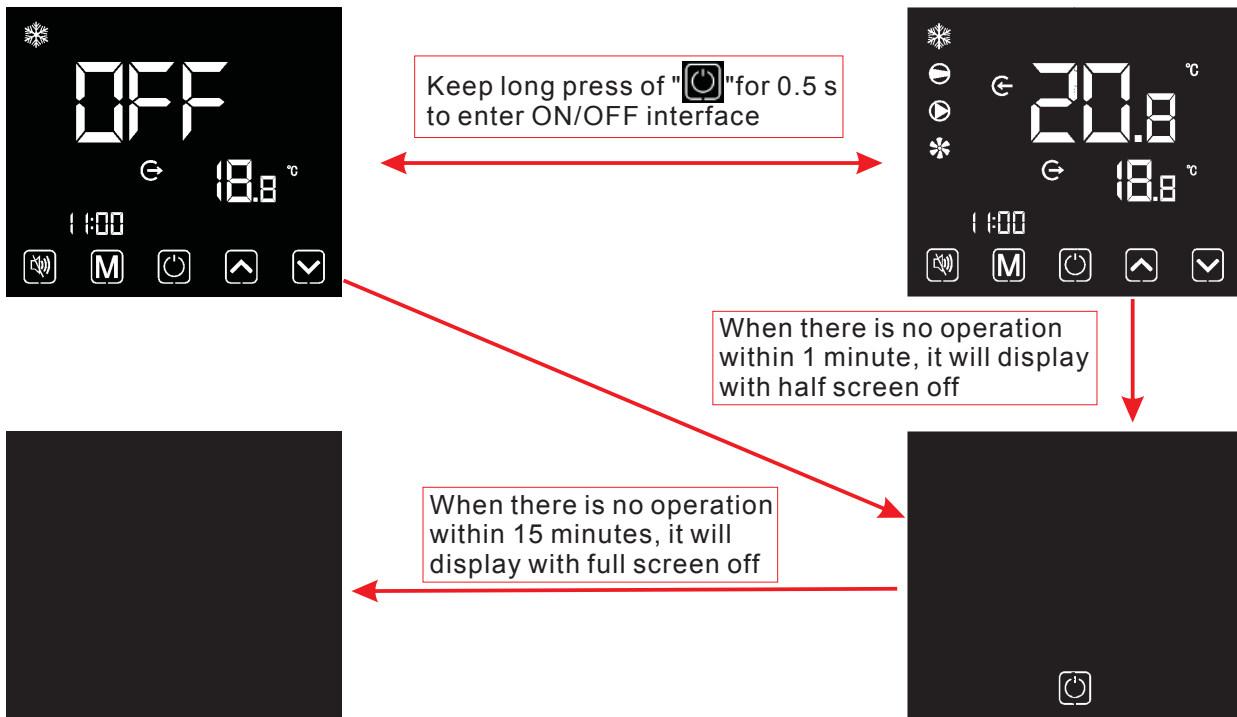 OFF
18.8 °C
11:00
M
Keep long press of " "for 0.5 s
to enter ON/OFF interface
20.8 °C
18.8 °C
11:00
M
When there is no operation
within 1 minute, it will display
with half screen off
When there is no operation
within 15 minutes, it will
display with full screen off